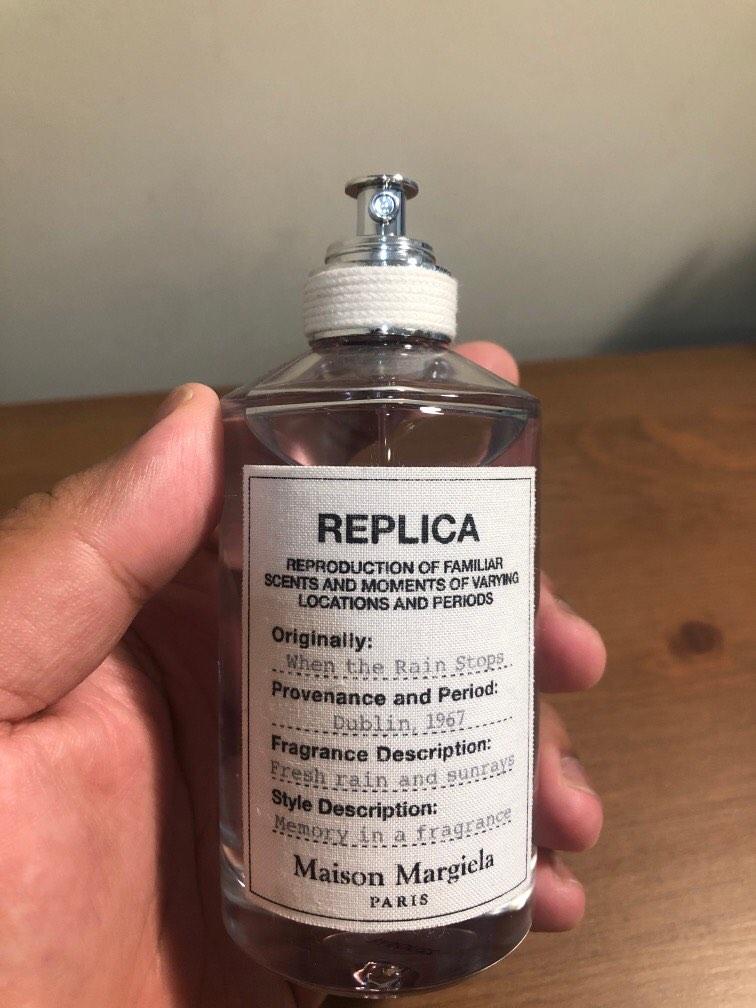 REPLICA
REPRODUCTION OF FAMILIAR
SCENTS AND MOMENTS OF VARYING
LOCATIONS AND PERIODS
Originally:
When the Rain Stops
Provenance and Period:
Dublin, 1967
Fragrance Description:
Fresh rain and sunrays
Style Description:
Memory in a fragrance
Maison Margiela
PARIS